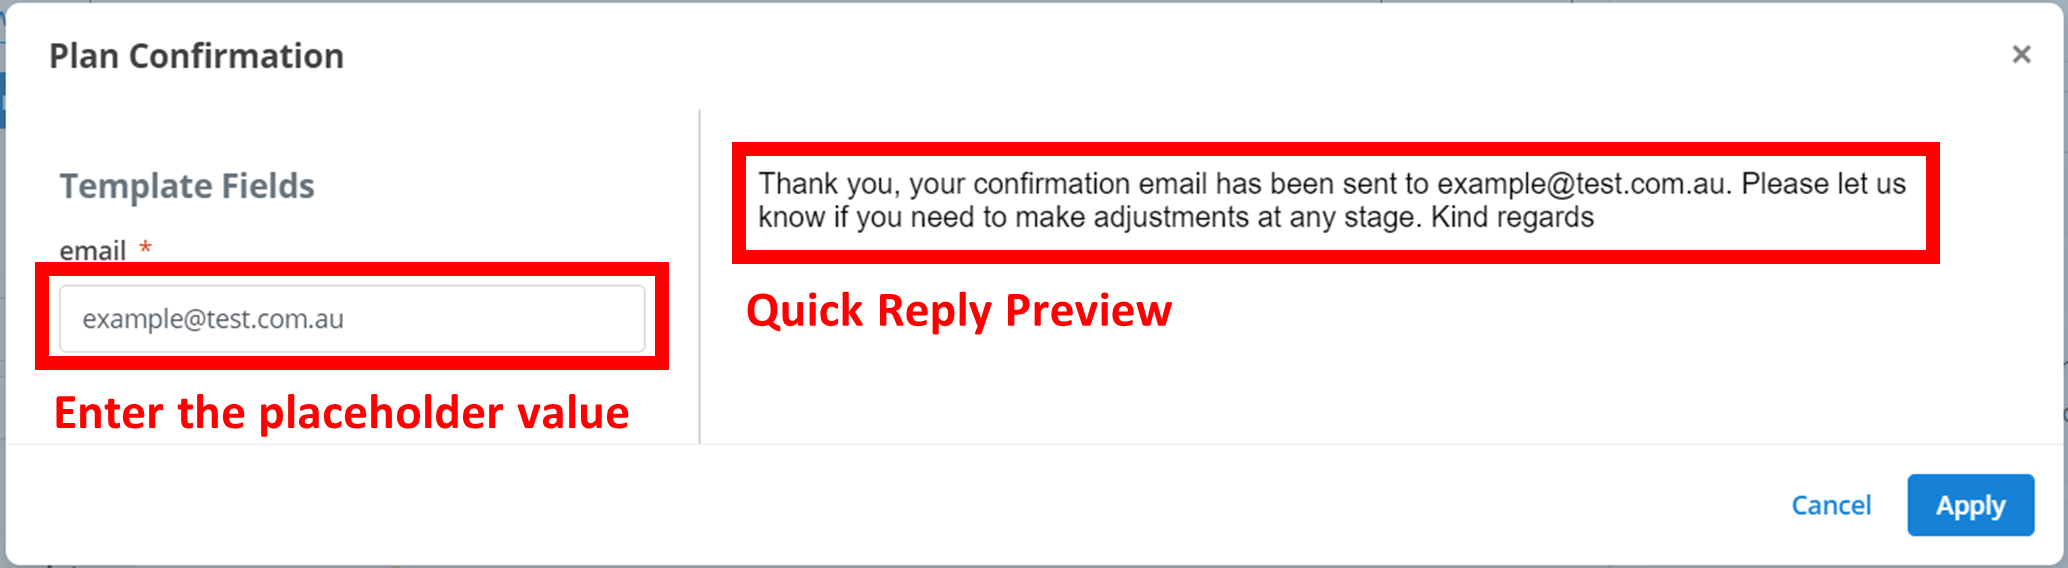 Plan Confirmation
×
Template Fields
email *
example@test.com.au
Enter the placeholder value
Thank you, your confirmation email has been sent to example@test.com.au. Please let us
know if you need to make adjustments at any stage. Kind regards
Quick Reply Preview
Cancel
Apply